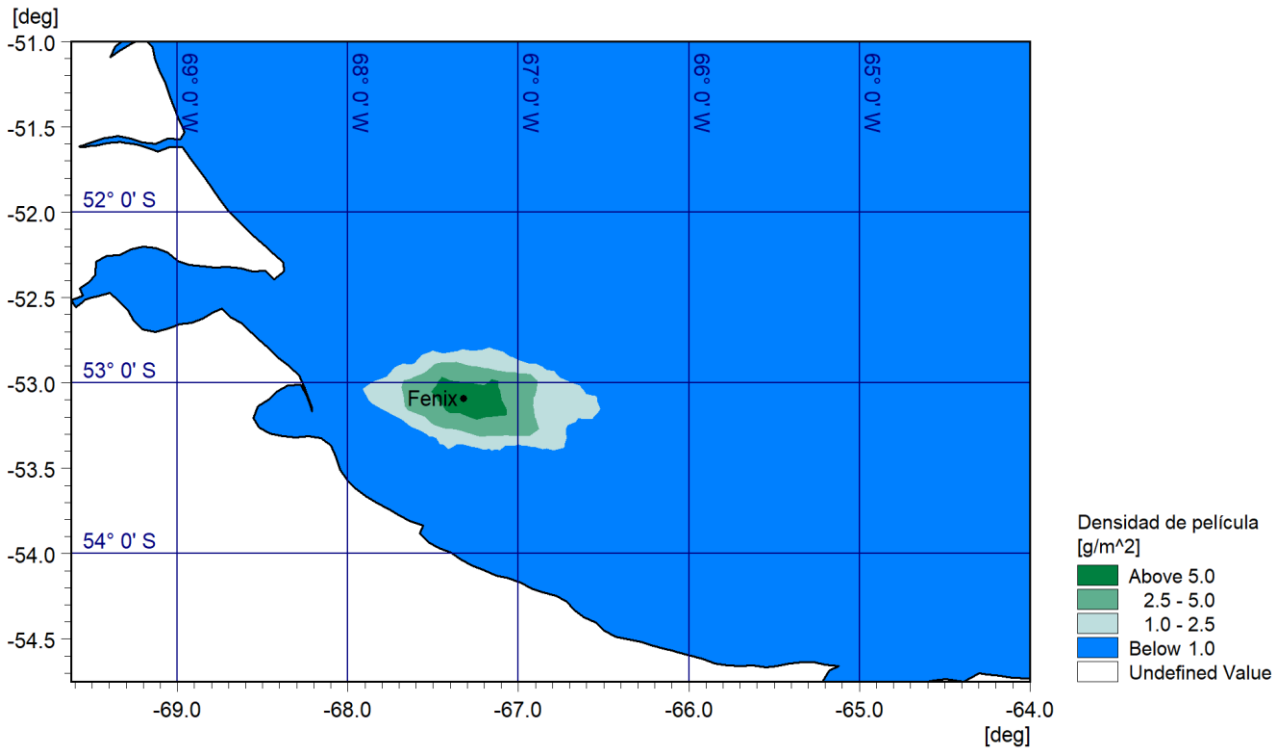 [deg]
-51.0
-51.5
-52.0
-52.5
-53.0
-53.5
-54.0
-54.5
69° 0' W
68° 0' W
67° 0' W
66° 0' W
65° 0' W
52° 0' S
53° 0' S
54° 0' S
Fenix
-69.0
-68.0
-67.0
-66.0
-65.0
-64.0
[deg]
Densidad de película
[g/m^2]
Above 5.0
2.5 - 5.0
1.0 - 2.5
Below 1.0
Undefined Value